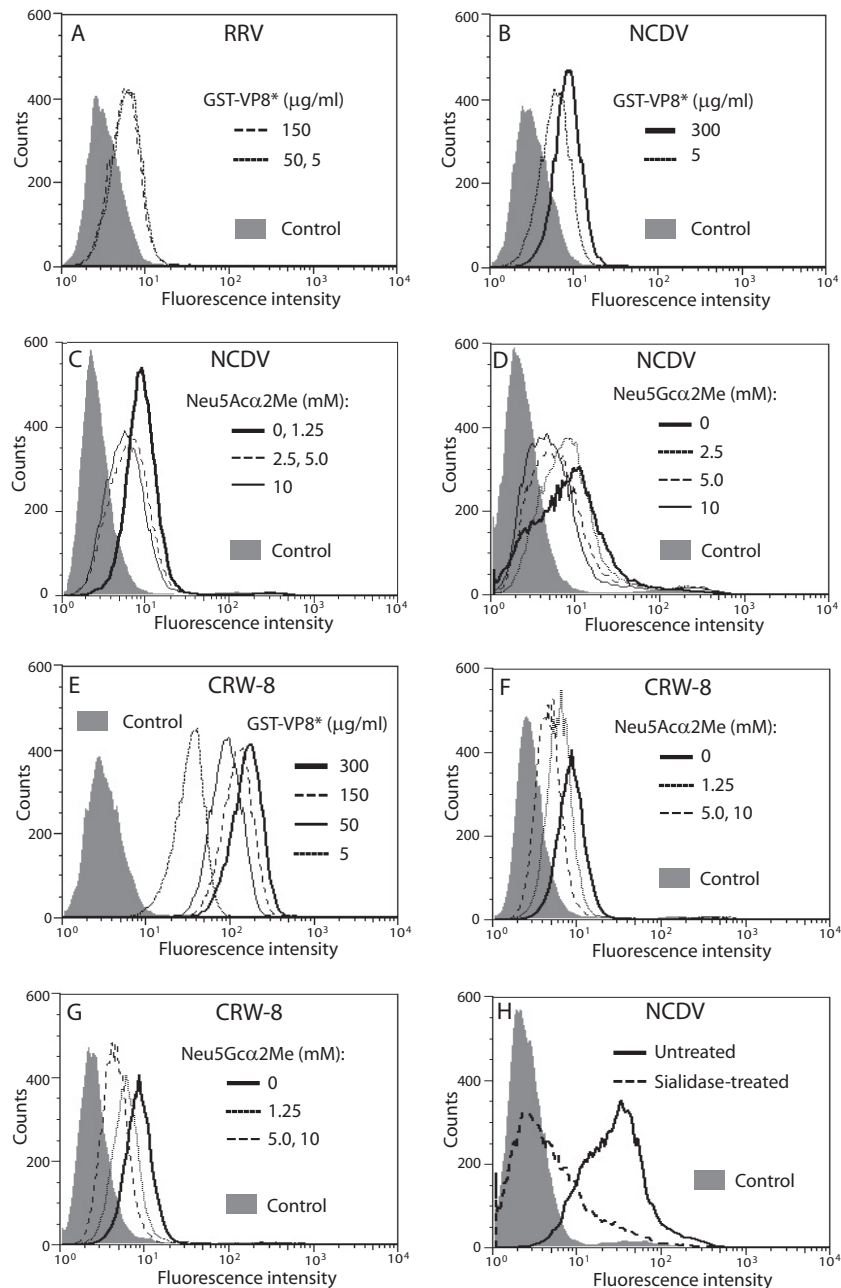 A RRV
600
400
200
0
Counts
GST-VP8* (μg/ml)
150
50, 5
Control
10⁰ 10¹ 10² 10³ 10⁴
Fluorescence intensity
B NCDV
600
400
200
0
Counts
GST-VP8* (μg/ml)
300
5
Control
10⁰ 10¹ 10² 10³ 10⁴
Fluorescence intensity
C NCDV
600
400
200
0
Counts
Neu5Acα2Me (mM):
0, 1.25
2.5, 5.0
10
Control
10⁰ 10¹ 10² 10³ 10⁴
Fluorescence intensity
D NCDV
600
400
200
0
Counts
Neu5Gcα2Me (mM):
0
2.5
5.0
10
Control
10⁰ 10¹ 10² 10³ 10⁴
Fluorescence intensity
E CRW-8
600
400
200
0
Counts
Control
GST-VP8* (μg/ml)
300
150
50
5
10⁰ 10¹ 10² 10³ 10⁴
Fluorescence intensity
F CRW-8
600
400
200
0
Counts
Neu5Acα2Me (mM):
0
1.25
5.0, 10
Control
10⁰ 10¹ 10² 10³ 10⁴
Fluorescence intensity
G CRW-8
600
400
200
0
Counts
Neu5Gcα2Me (mM):
0
1.25
5.0, 10
Control
10⁰ 10¹ 10² 10³ 10⁴
Fluorescence intensity
H NCDV
600
400
200
0
Counts
Untreated
Sialidase-treated
Control
10⁰ 10¹ 10² 10³ 10⁴
Fluorescence intensity